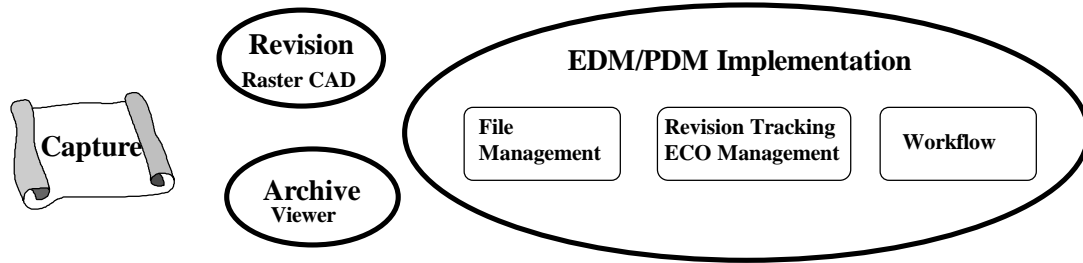 Capture
Revision
Raster CAD
Archive
Viewer
EDM/PDM Implementation
File
Management
Revision Tracking
ECO Management
Workflow